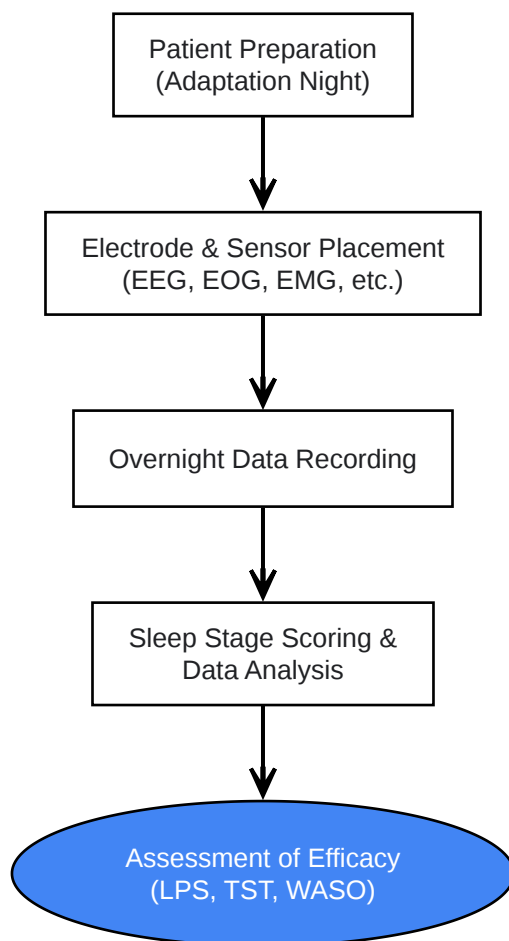 Patient Preparation
(Adaptation Night)
Electrode & Sensor Placement
(EEG, EOG, EMG, etc.)
Overnight Data Recording
Sleep Stage Scoring &
Data Analysis
Assessment of Efficacy
(LPS, TST, WASO)